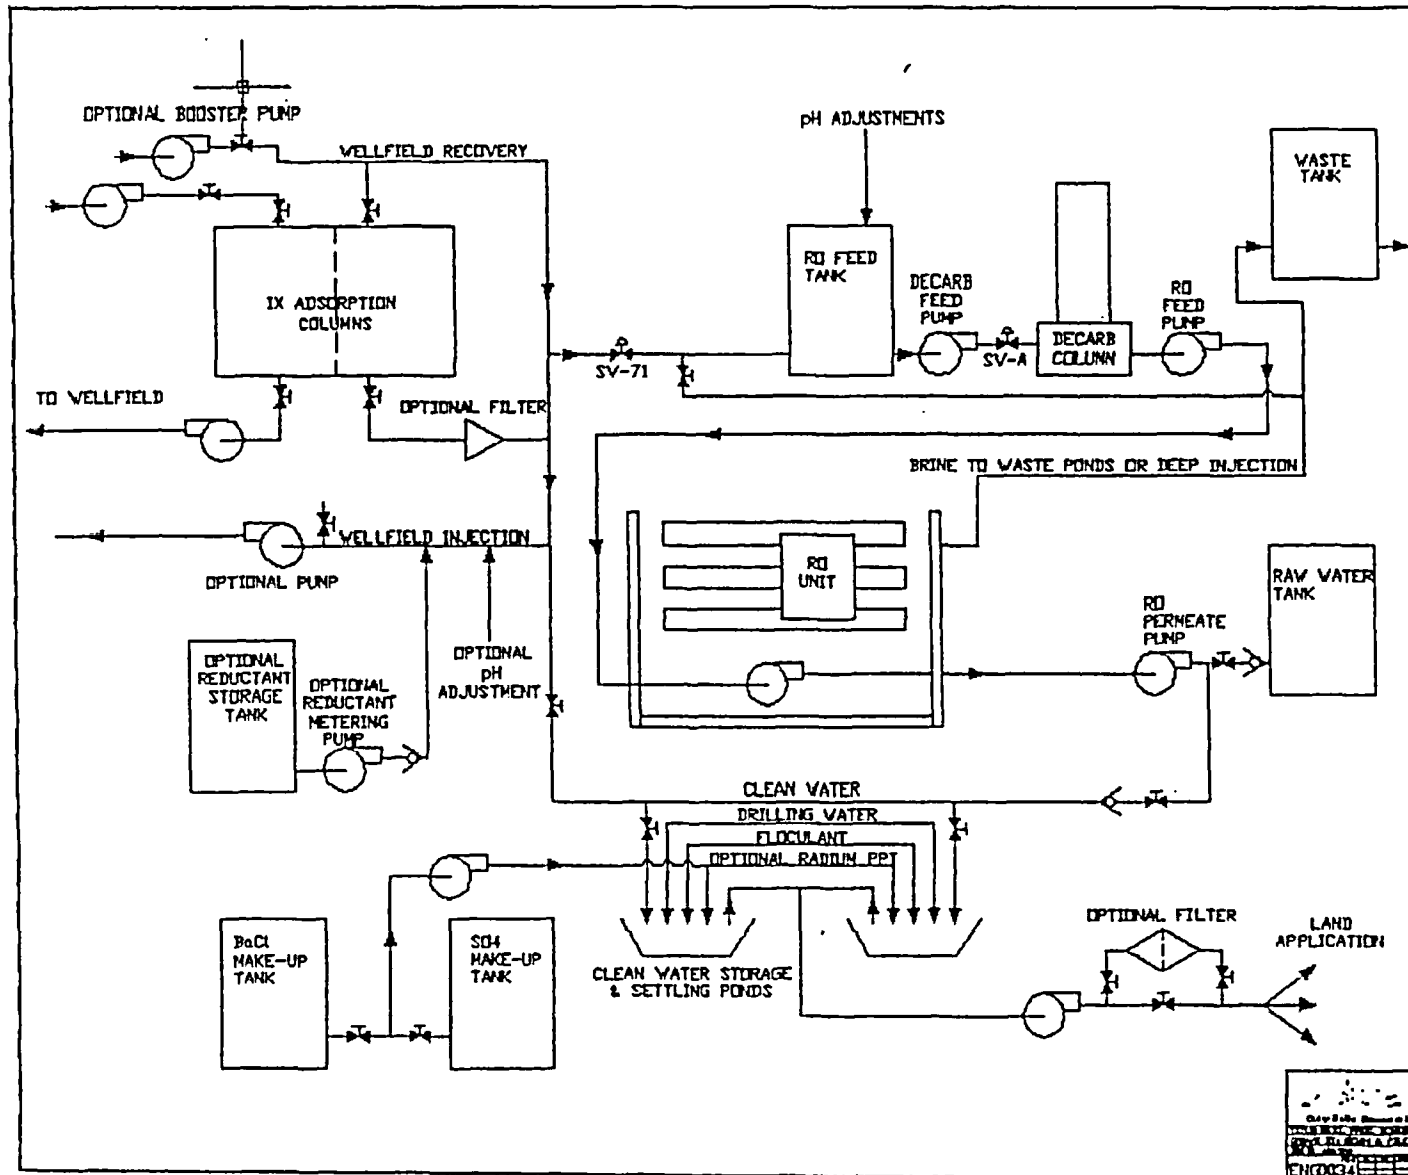 OPTIONAL BOOSTER PUMP
WELLFIELD RECOVERY
IX ADSORPTION
COLUMNS
TO WELLFIELD
OPTIONAL FILTER
WELLFIELD INJECTION
OPTIONAL PUMP
OPTIONAL
REDUCTANT
STORAGE
TANK
OPTIONAL
REDUCTANT
METERING
PUMP
OPTIONAL
pH
ADJUSTMENT
pH ADJUSTMENTS
RO FEED
TANK
DECARB
FEED
PUMP
SV-71
SV-A
DECARB
COLUMN
RO
FEED
PUMP
WASTE
TANK
BRINE TO WASTE PONDS OR DEEP INJECTION
RO
UNIT
RO
PERMEATE
PUMP
RAW WATER
TANK
CLEAN WATER
DRILLING WATER
FLOCULANT
OPTIONAL RADIUM PPT
BaCl
MAKE-UP
TANK
SO4
MAKE-UP
TANK
CLEAN WATER STORAGE
& SETTLING PONDS
OPTIONAL FILTER
LAND
APPLICATION
ENG0034